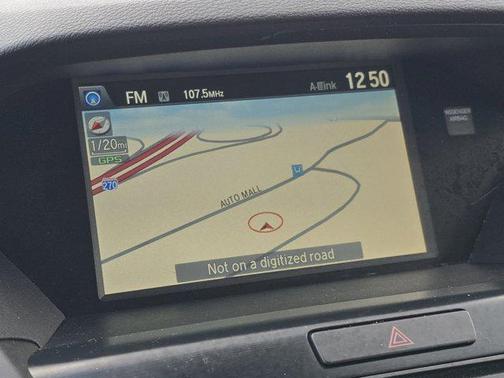 FM 107.5MHz A-link 12 50
1/20mi
GPS
270
AUTO MALL
Not on a digitized road
PASSENGER
AIRBAG